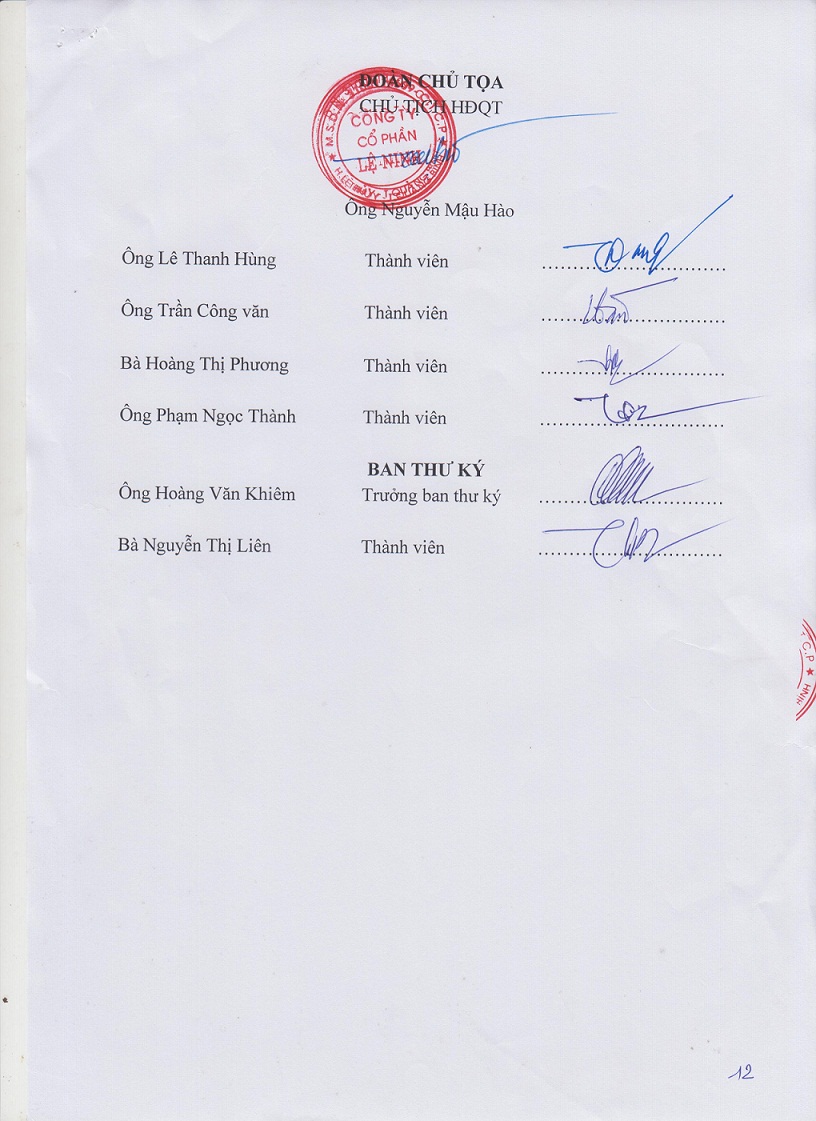 ĐOÀN CHỦ TỌA
CHỦ TỊCH HĐQT
CÔNG TY
CỔ PHẦN
LỆ NINH
Ông Nguyễn Mậu Hào
Ông Lê Thanh Hùng Thành viên
Ông Trần Công văn Thành viên
Bà Hoàng Thị Phương Thành viên
Ông Phạm Ngọc Thành Thành viên
BAN THƯ KÝ
Ông Hoàng Văn Khiêm Trưởng ban thư ký
Bà Nguyễn Thị Liên Thành viên
C.P ★
12